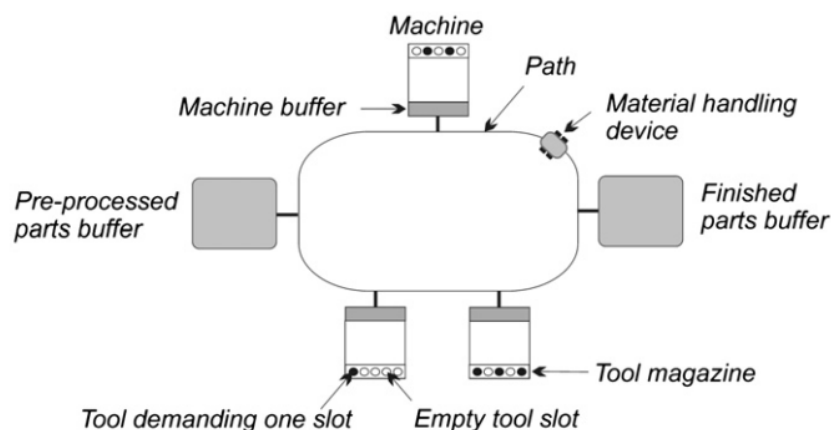 Machine
Path
Machine buffer
Material handling
device
Pre-processed
parts buffer
Finished
parts buffer
Tool magazine
Tool demanding one slot
Empty tool slot